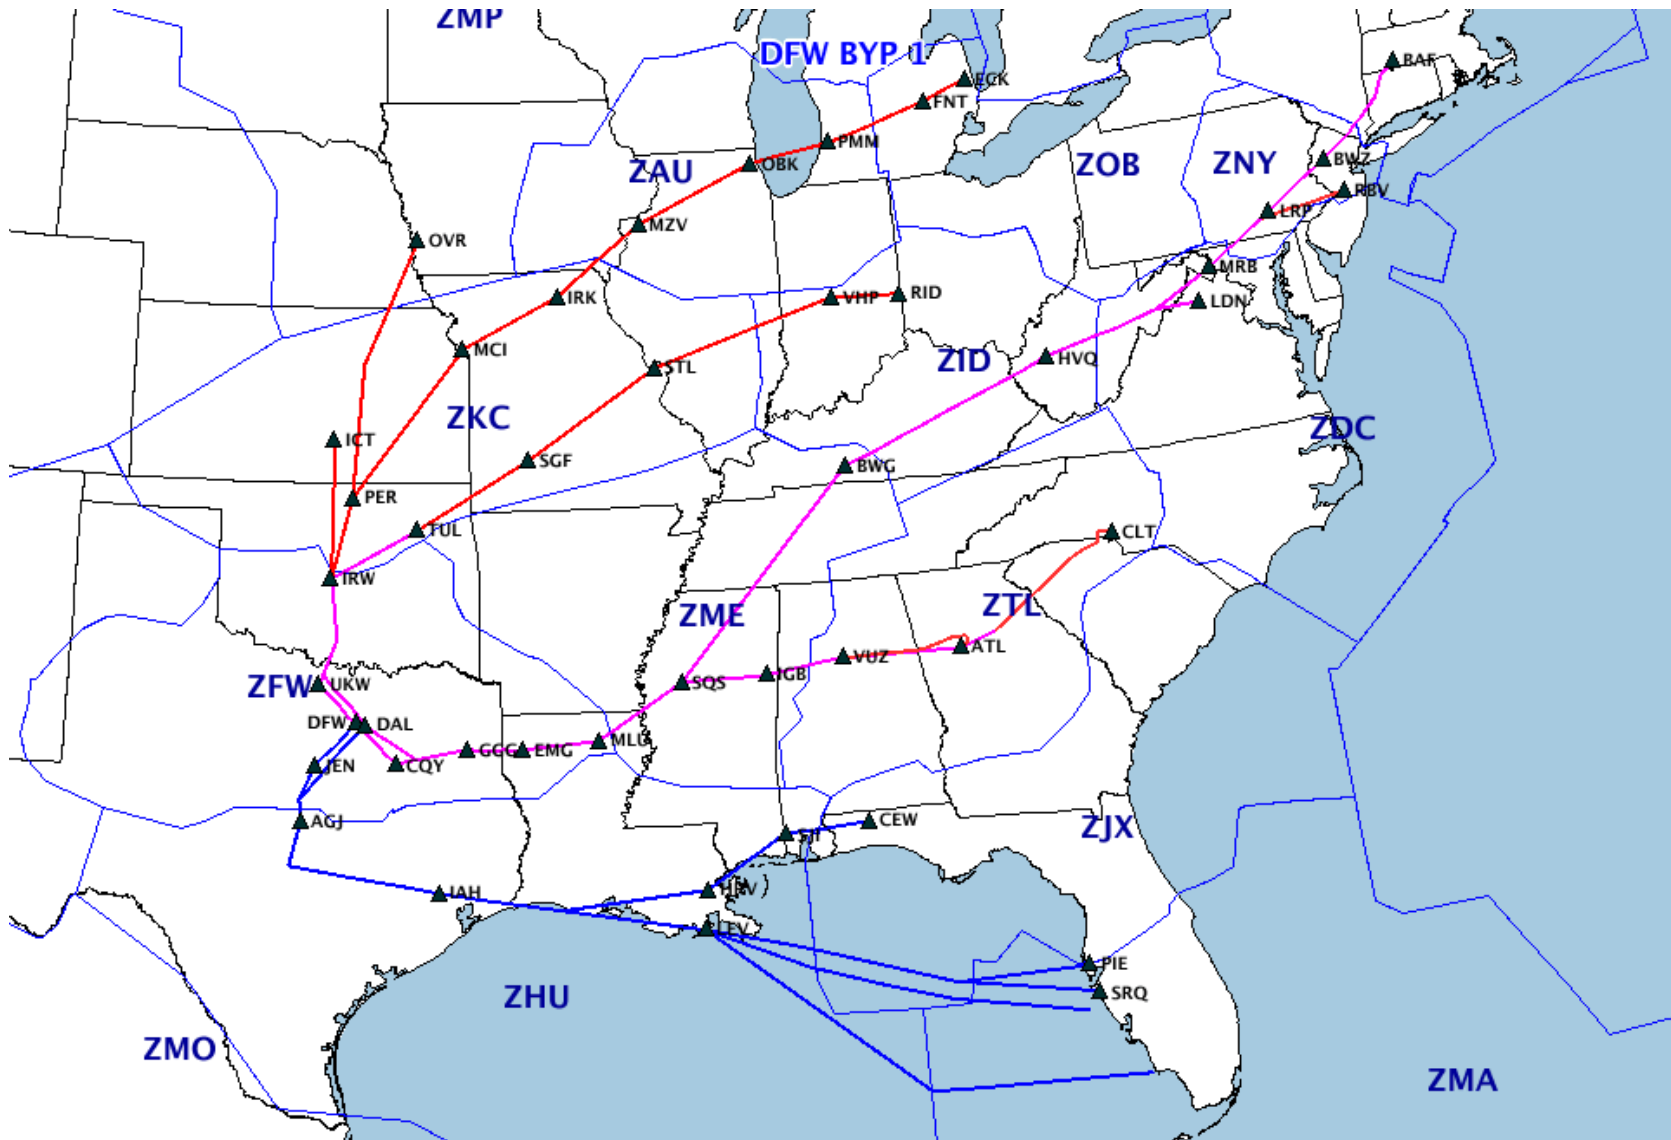 ZMP
DFW BYP 1
BAF
ECK
FNT
PMM
OBK
ZAU
ZOB
ZNY
BWZ
RBV
LRP
MZV
OVR
MRB
LDN
IRK
VHP
RID
MCI
STL
ZID
HVQ
ZKC
ICT
ZDC
SGF
BWG
PER
TUL
CLT
IRW
ZME
ZTL
ATL
VUZ
IGB
SQS
ZFW
UKW
DFW
DAL
MLU
GGG
EMG
CQY
JEN
AGJ
SJI
CEW
ZJX
IAH
HRV
LEV
PIE
SRQ
ZHU
ZMO
ZMA